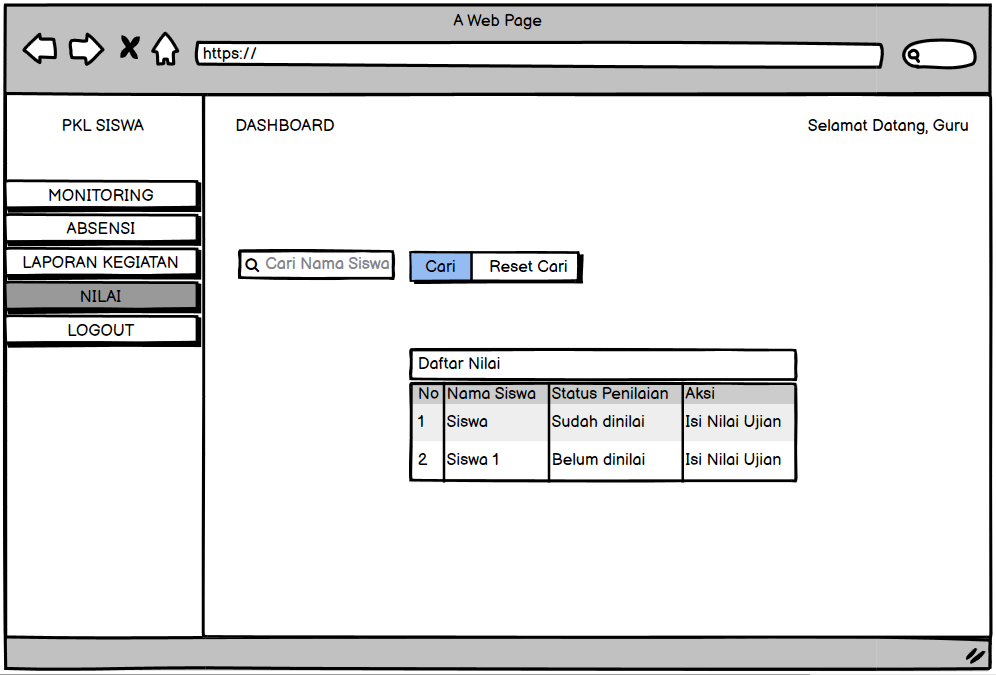 A Web Page
https://
PKL SISWA
DASHBOARD
Selamat Datang, Guru
MONITORING
ABSENSI
LAPORAN KEGIATAN
NILAI
LOGOUT
Cari Nama Siswa
Cari
Reset Cari
Daftar Nilai
No Nama Siswa Status Penilaian Aksi
1 Siswa Sudah dinilai Isi Nilai Ujian
2 Siswa 1 Belum dinilai Isi Nilai Ujian